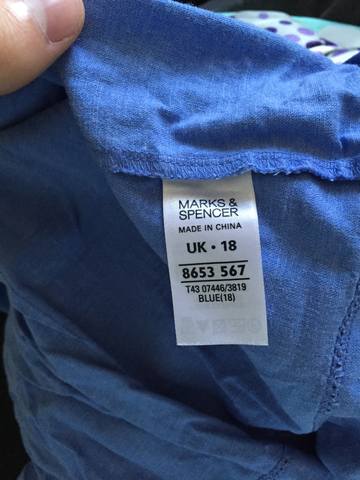 MARKS &
SPENCER
MADE IN CHINA
UK • 18
8653 567
T43 07446/3819
BLUE(18)